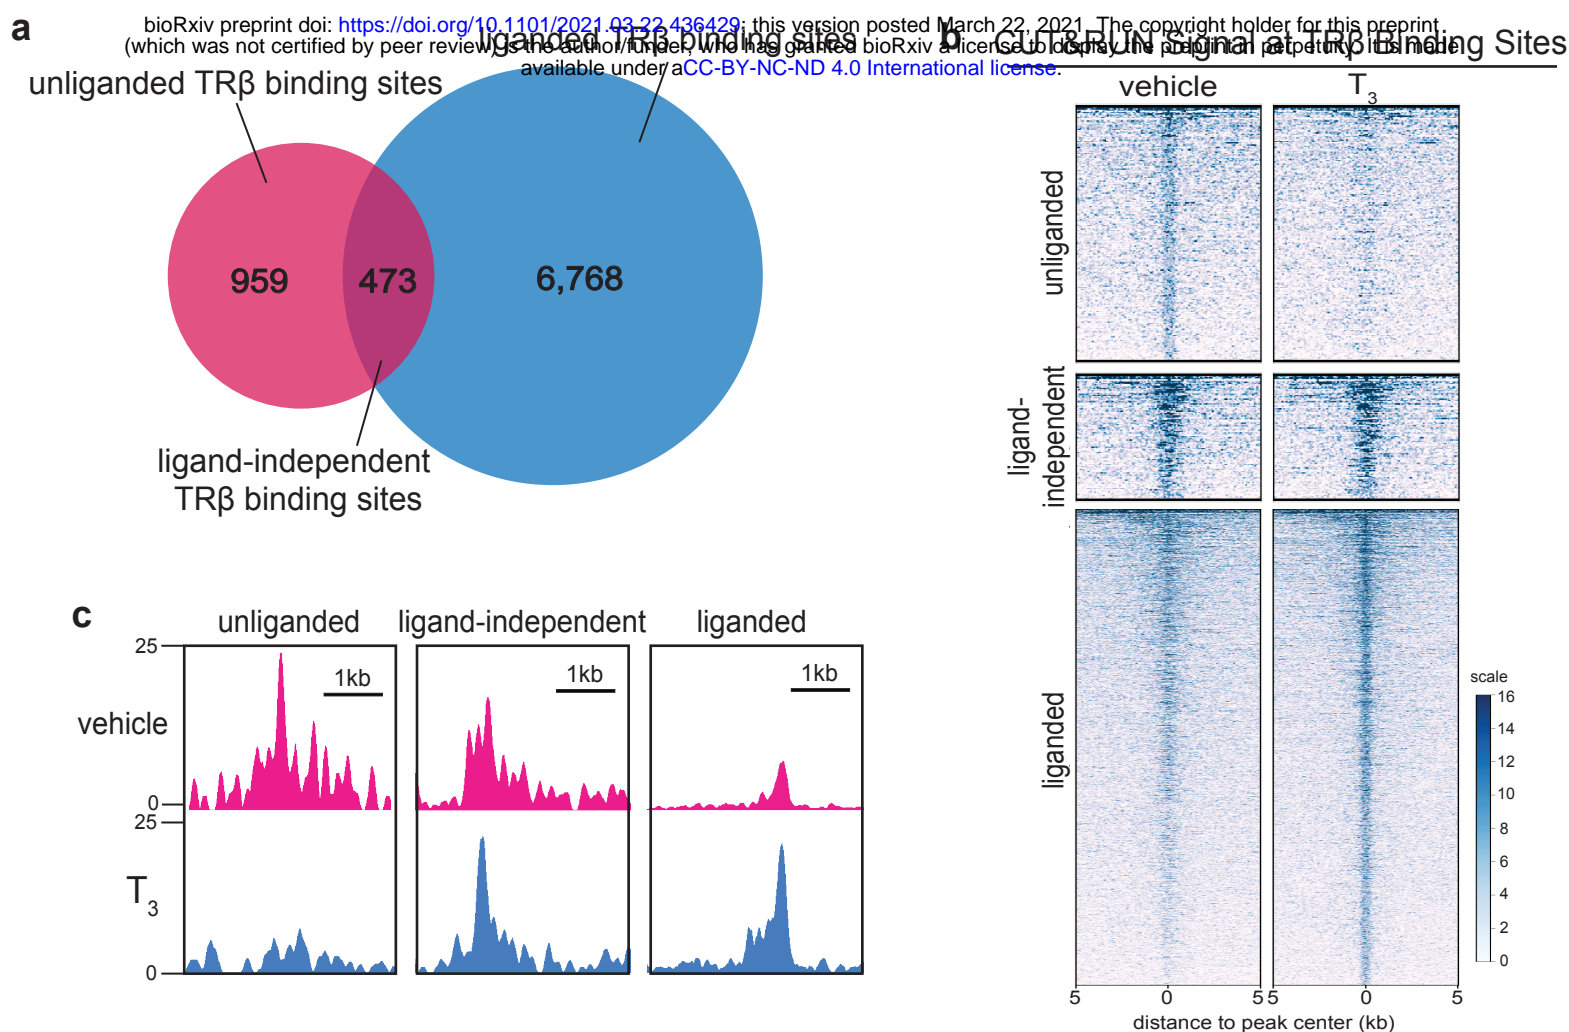 bioRxiv preprint doi: https://doi.org/10.1101/2021.03.22.436429; this version posted March 22, 2021. The copyright holder for this preprint
(which was not certified by peer review) is the author/funder, who has granted bioRxiv a license to display the preprint in perpetuity. It is made
available under aCC-BY-NC-ND 4.0 International license.
a
liganded TRβ binding sites
unliganded TRβ binding sites
959
473
6,768
ligand-independent
TRβ binding sites
b
CUT&RUN Signal at TRβ Binding Sites
vehicle
T3
unliganded
ligand-
independent
liganded
scale
16
14
12
10
8
6
4
2
0
5 0 5
5 0 5
distance to peak center (kb)
c
unliganded
ligand-independent
liganded
25
1kb
1kb
1kb
vehicle
0
25
T3
0